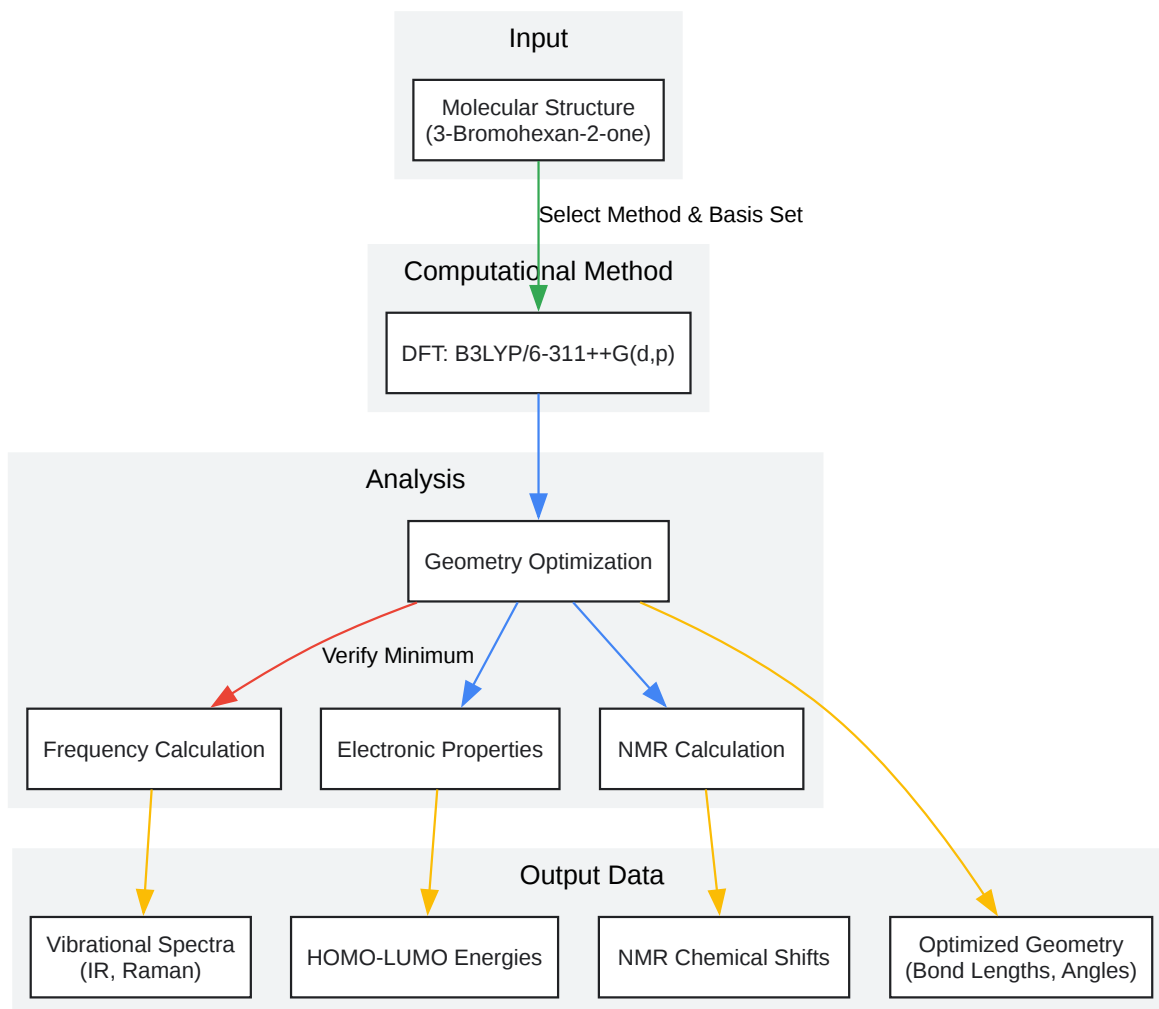 Input
Molecular Structure
(3-Bromohexan-2-one)
Select Method & Basis Set
Computational Method
DFT: B3LYP/6-311++G(d,p)
Analysis
Geometry Optimization
Verify Minimum
Frequency Calculation
Electronic Properties
NMR Calculation
Output Data
Vibrational Spectra
(IR, Raman)
HOMO-LUMO Energies
NMR Chemical Shifts
Optimized Geometry
(Bond Lengths, Angles)